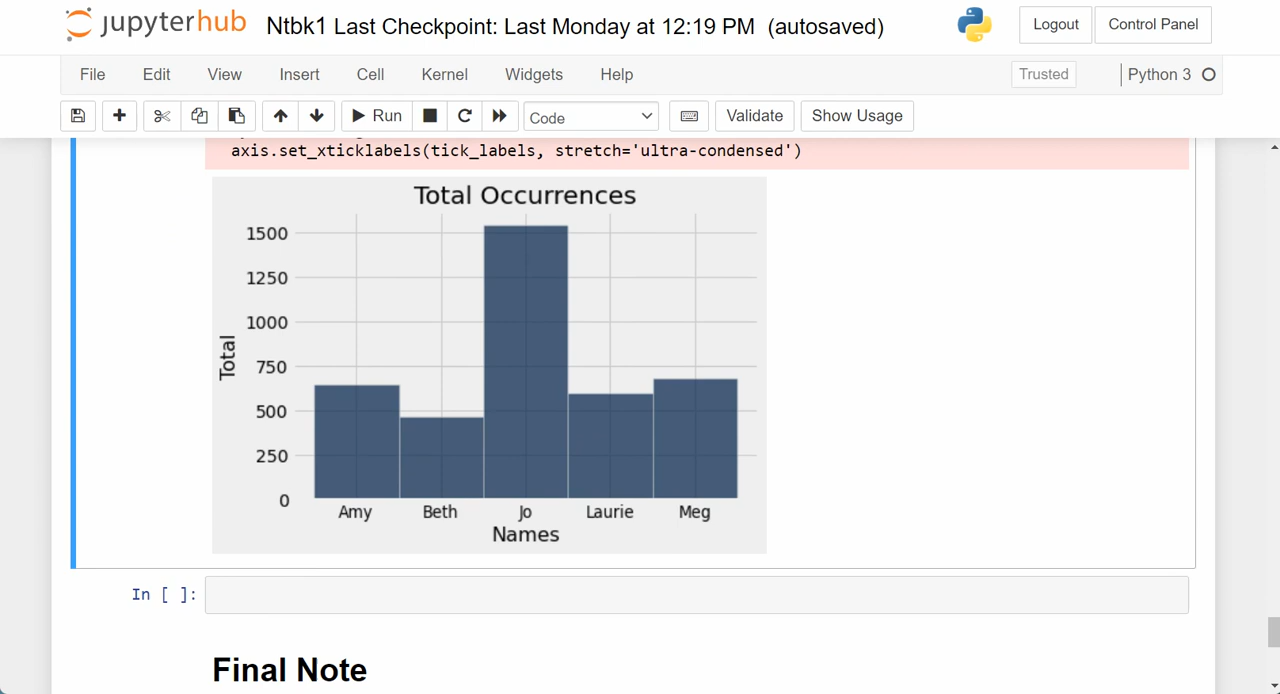 jupyterhub Ntbk1 Last Checkpoint: Last Monday at 12:19 PM (autosaved) Logout Control Panel
File Edit View Insert Cell Kernel Widgets Help Trusted Python 3
Run Code Validate Show Usage
axis.set_xticklabels(tick_labels, stretch='ultra-condensed')
Total Occurrences
1500
1250
1000
750
500
250
0
Total
Amy Beth Jo Laurie Meg
Names
In [ ]:
Final Note